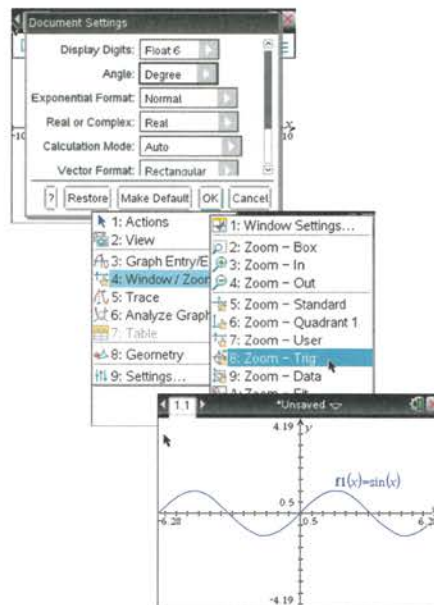 Document Settings
Display Digits: Float 6
Angle: Degree
Exponential Format: Normal
Real or Complex: Real
Calculation Mode: Auto
Vector Format: Rectangular
? Restore Make Default OK Cancel
-10
x
1: Actions
2: View
3: Graph Entry/E
4: Window / Zoom
5: Trace
6: Analyze Graph
7: Table
8: Geometry
9: Settings...
1: Window Settings...
2: Zoom – Box
3: Zoom – In
4: Zoom – Out
5: Zoom – Standard
6: Zoom – Quadrant 1
7: Zoom – User
8: Zoom – Trig
9: Zoom – Data
1.1 *Unsaved
4.19 y
f1(x)=sin(x)
0.5
-6.28 0.5 6.28
-4.19